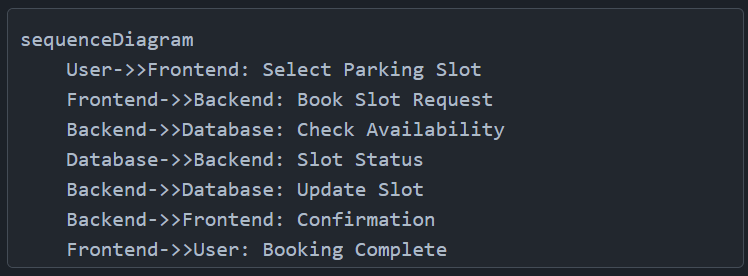 sequenceDiagram
User->>Frontend: Select Parking Slot
Frontend->>Backend: Book Slot Request
Backend->>Database: Check Availability
Database->>Backend: Slot Status
Backend->>Database: Update Slot
Backend->>Frontend: Confirmation
Frontend->>User: Booking Complete